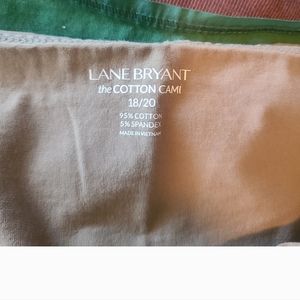 LANE BRYANT
the COTTON CAMI
18/20
95% COTTON
5% SPANDEX
MADE IN VIETNAM